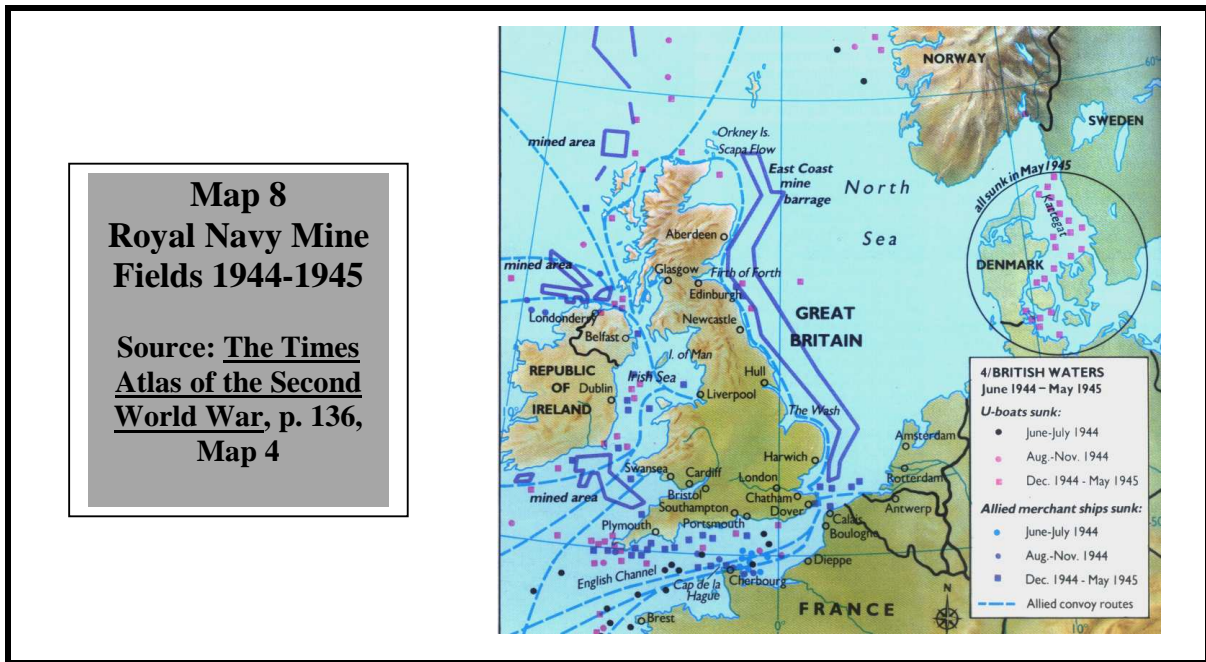 Map 8
Royal Navy Mine
Fields 1944-1945
Source: The Times
Atlas of the Second
World War, p. 136,
Map 4
NORWAY
60°
SWEDEN
mined area
Orkney Is.
Scapa Flow
East Coast
mine
barrage
North
Sea
all sunk in May 1945
Kattegat
Aberdeen
DENMARK
mined area
Glasgow
Firth of Forth
Edinburgh
GREAT
BRITAIN
Londonderry
Belfast
Newcastle
I. of Man
REPUBLIC
OF
IRELAND
Irish Sea
Dublin
Hull
Liverpool
10°
The Wash
Amsterdam
Harwich
Rotterdam
Swansea
Cardiff
London
mined area
Bristol
Chatham
Antwerp
Southampton
Dover
Plymouth
Portsmouth
Calais
Boulogne
50°
Dieppe
English Channel
Cap de la
Hague
Cherbourg
FRANCE
Brest
0°
10°
N
4/BRITISH WATERS
June 1944 – May 1945
U-boats sunk:
June-July 1944
Aug.-Nov. 1944
Dec. 1944 - May 1945
Allied merchant ships sunk:
June-July 1944
Aug.-Nov. 1944
Dec. 1944 - May 1945
Allied convoy routes